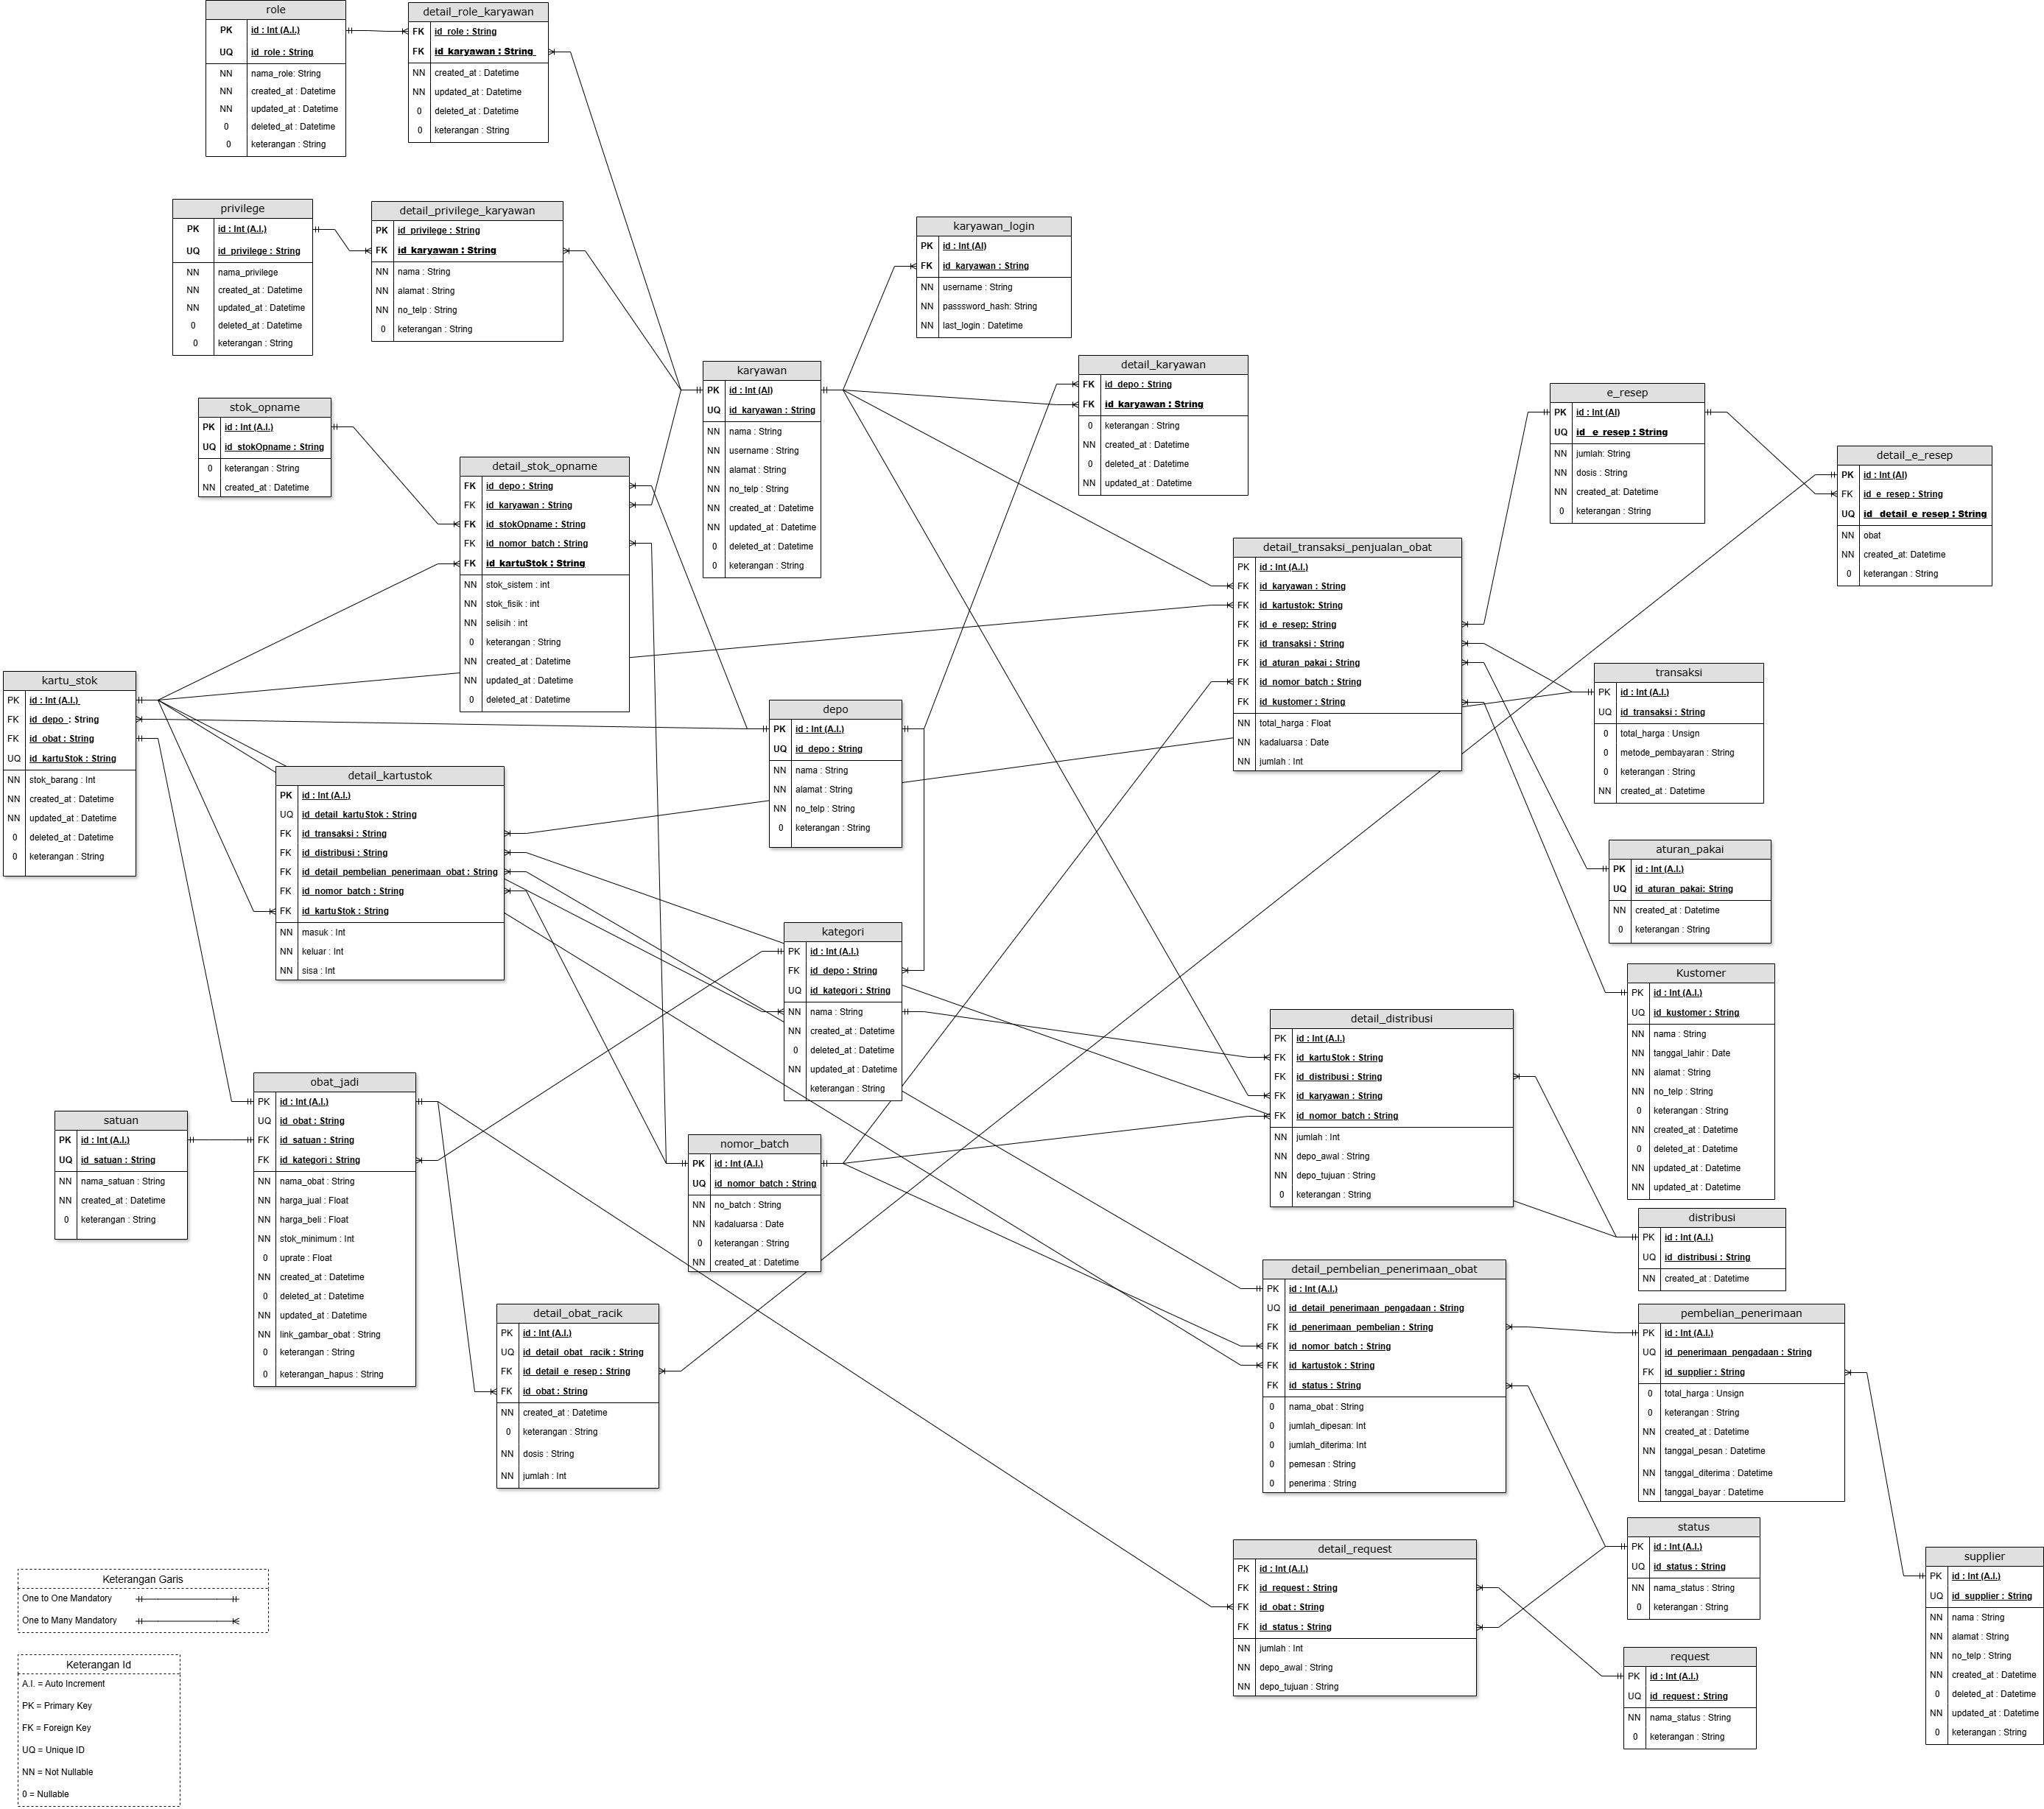 role
PK id : Int (A.I.)
UQ id_role : String
NN nama_role: String
NN created_at : Datetime
NN updated_at : Datetime
0 deleted_at : Datetime
0 keterangan : String
detail_role_karyawan
FK id_role : String
FK id_karyawan : String
NN created_at : Datetime
NN updated_at : Datetime
0 deleted_at : Datetime
0 keterangan : String
privilege
PK id : Int (A.I.)
UQ id_privilege : String
NN nama_privilege
NN created_at : Datetime
NN updated_at : Datetime
0 deleted_at : Datetime
0 keterangan : String
detail_privilege_karyawan
PK id_privilege : String
FK id_karyawan : String
NN nama : String
NN alamat : String
NN no_telp : String
0 keterangan : String
karyawan_login
PK id : Int (AI)
FK id_karyawan : String
NN username : String
NN passsword_hash: String
NN last_login : Datetime
karyawan
PK id : Int (AI)
UQ id_karyawan : String
NN nama : String
NN username : String
NN alamat : String
NN no_telp : String
NN created_at : Datetime
NN updated_at : Datetime
0 deleted_at : Datetime
0 keterangan : String
detail_karyawan
FK id_depo : String
FK id_karyawan : String
0 keterangan : String
NN created_at : Datetime
0 deleted_at : Datetime
NN updated_at : Datetime
e_resep
PK id : Int (AI)
UQ id_e_resep : String
NN jumlah: String
NN dosis : String
NN created_at: Datetime
0 keterangan : String
detail_e_resep
PK id : Int (AI)
FK id_e_resep : String
UQ id_detail_e_resep : String
NN obat
NN created_at: Datetime
0 keterangan : String
stok_opname
PK id : Int (A.I.)
UQ id_stokOpname : String
0 keterangan : String
NN created_at : Datetime
detail_stok_opname
FK id_depo : String
FK id_karyawan : String
FK id_stokOpname : String
FK id_nomor_batch : String
FK id_kartuStok : String
NN stok_sistem : int
NN stok_fisik : int
NN selisih : int
0 keterangan : String
NN created_at : Datetime
NN updated_at : Datetime
0 deleted_at : Datetime
detail_transaksi_penjualan_obat
PK id : Int (A.I.)
FK id_karyawan : String
FK id_kartustok: String
FK id_e_resep: String
FK id_transaksi : String
FK id_aturan_pakai : String
FK id_nomor_batch : String
FK id_kustomer : String
NN total_harga : Float
NN kadaluarsa : Date
NN jumlah : Int
kartu_stok
PK id : Int (A.I.)
FK id_depo : String
FK id_obat : String
UQ id_kartuStok : String
NN stok_barang : Int
NN created_at : Datetime
NN updated_at : Datetime
0 deleted_at : Datetime
0 keterangan : String
transaksi
PK id : Int (A.I.)
UQ id_transaksi : String
0 total_harga : Unsign
0 metode_pembayaran : String
0 keterangan : String
NN created_at : Datetime
depo
PK id : Int (A.I.)
UQ id_depo : String
NN nama : String
NN alamat : String
NN no_telp : String
0 keterangan : String
detail_kartustok
PK id : Int (A.I.)
UQ id_detail_kartuStok : String
FK id_transaksi : String
FK id_distribusi : String
FK id_detail_pembelian_penerimaan_obat : String
FK id_nomor_batch : String
FK id_kartuStok : String
NN masuk : Int
NN keluar : Int
NN sisa : Int
aturan_pakai
PK id : Int (A.I.)
UQ id_aturan_pakai: String
NN created_at : Datetime
0 keterangan : String
kategori
PK id : Int (A.I.)
FK id_depo : String
UQ id_kategori : String
NN nama : String
NN created_at : Datetime
0 deleted_at : Datetime
NN updated_at : Datetime
keterangan : String
Kustomer
PK id : Int (A.I.)
UQ id_kustomer : String
NN nama : String
NN tanggal_lahir : Date
NN alamat : String
NN no_telp : String
0 keterangan : String
NN created_at : Datetime
0 deleted_at : Datetime
NN updated_at : Datetime
NN updated_at : Datetime
detail_distribusi
PK id : Int (A.I.)
FK id_kartuStok : String
FK id_distribusi : String
FK id_karyawan : String
FK id_nomor_batch : String
NN jumlah : Int
NN depo_awal : String
NN depo_tujuan : String
0 keterangan : String
obat_jadi
PK id : Int (A.I.)
UQ id_obat : String
FK id_satuan : String
FK id_kategori : String
NN nama_obat : String
NN harga_jual : Float
NN harga_beli : Float
NN stok_minimum : Int
0 uprate : Float
NN created_at : Datetime
0 deleted_at : Datetime
NN updated_at : Datetime
NN link_gambar_obat : String
0 keterangan : String
0 keterangan_hapus : String
satuan
PK id : Int (A.I.)
UQ id_satuan : String
NN nama_satuan : String
NN created_at : Datetime
0 keterangan : String
nomor_batch
PK id : Int (A.I.)
UQ id_nomor_batch : String
NN no_batch : String
NN kadaluarsa : Date
0 keterangan : String
NN created_at : Datetime
distribusi
PK id : Int (A.I.)
UQ id_distribusi : String
NN created_at : Datetime
detail_pembelian_penerimaan_obat
PK id : Int (A.I.)
UQ id_detail_penerimaan_pengadaan : String
FK id_penerimaan_pembelian : String
FK id_nomor_batch : String
FK id_kartustok : String
FK id_status : String
0 nama_obat : String
0 jumlah_dipesan: Int
0 jumlah_diterima: Int
0 pemesan : String
0 penerima : String
pembelian_penerimaan
PK id : Int (A.I.)
UQ id_penerimaan_pengadaan : String
FK id_supplier : String
0 total_harga : Unsign
0 keterangan : String
NN created_at : Datetime
NN tanggal_pesan : Datetime
NN tanggal_diterima : Datetime
NN tanggal_bayar : Datetime
detail_obat_racik
PK id : Int (A.I.)
UQ id_detail_obat_racik : String
FK id_detail_e_resep : String
FK id_obat : String
NN created_at : Datetime
0 keterangan : String
NN dosis : String
NN jumlah : Int
status
PK id : Int (A.I.)
UQ id_status : String
NN nama_status : String
0 keterangan : String
detail_request
PK id : Int (A.I.)
FK id_request : String
FK id_obat : String
FK id_status : String
NN jumlah : Int
NN depo_awal : String
NN depo_tujuan : String
supplier
PK id : Int (A.I.)
UQ id_supplier : String
NN nama : String
NN alamat : String
NN no_telp : String
NN created_at : Datetime
0 deleted_at : Datetime
NN updated_at : Datetime
0 keterangan : String
request
PK id : Int (A.I.)
UQ id_request : String
NN nama_status : String
0 keterangan : String
Keterangan Garis
One to One Mandatory
One to Many Mandatory
Keterangan Id
A.I. = Auto Increment
PK = Primary Key
FK = Foreign Key
UQ = Unique ID
NN = Not Nullable
0 = Nullable